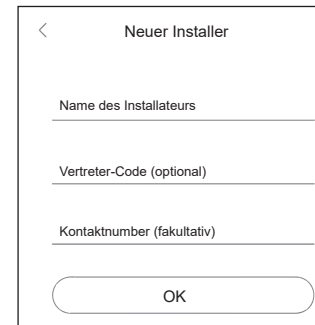 Neuer Installer
Name des Installateurs
Vertreter-Code (optional)
Kontaktnumber (fakultativ)
OK